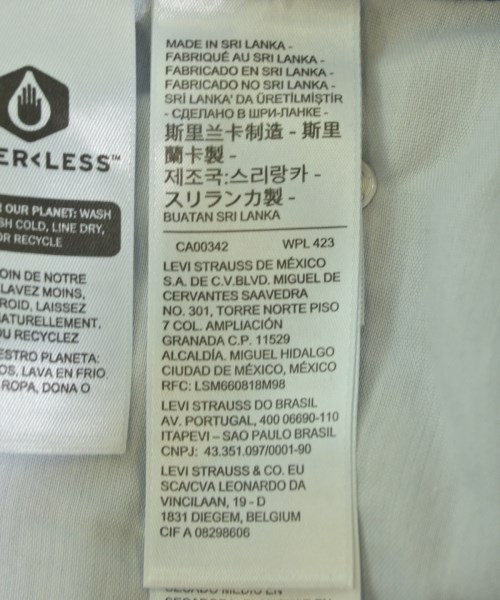 MADE IN SRI LANKA -
FABRIQUÉ AU SRI LANKA -
FABRICADO EN SRI LANKA -
FABRICADO NO SRI LANKA -
SRİ LANKA' DA ÜRETİLMİŞTİR
- СДЕЛАНО В ШРИ-ЛАНКЕ -
斯里兰卡制造 - 斯里
蘭卡製 -
제조국:스리랑카 -
スリランカ製 -
BUATAN SRI LANKA
CA00342 WPL 423
LEVI STRAUSS DE MÉXICO
S.A. DE C.V.BLVD. MIGUEL DE
CERVANTES SAAVEDRA
NO. 301, TORRE NORTE PISO
7 COL. AMPLIACIÓN
GRANADA C.P. 11529
ALCALDÍA. MIGUEL HIDALGO
CIUDAD DE MÉXICO, MÉXICO
RFC: LSM660818M98
LEVI STRAUSS DO BRASIL
AV. PORTUGAL, 400 06690-110
ITAPEVI – SAO PAULO BRASIL
CNPJ: 43.351.097/0001-90
LEVI STRAUSS & CO. EU
SCA/CVA LEONARDO DA
VINCILAAN, 19 - D
1831 DIEGEM, BELGIUM
CIF A 08298606
ER<LESS™
OUR PLANET: WASH
SH COLD, LINE DRY,
OR RECYCLE
OIN DE NOTRE
LAVEZ MOINS,
ROID, LAISSEZ
NATURELLEMENT.
OU RECYCLEZ
ESTRO PLANETA:
OS, LAVA EN FRIO
ROPA, DONA O
SECADO MEDIO EN